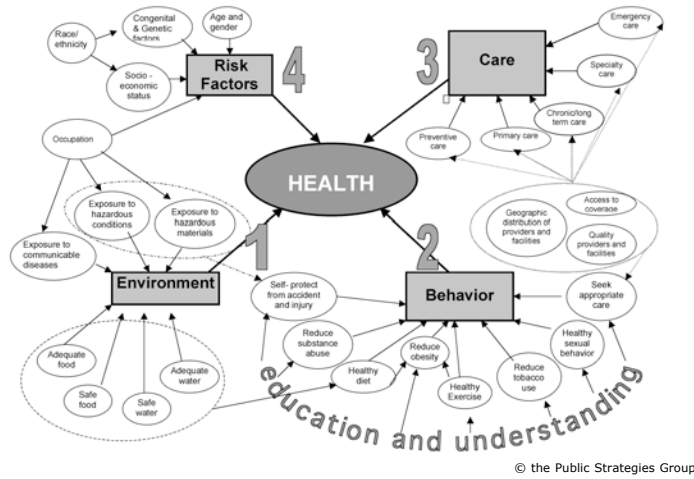 Race/
ethnicity
Congenital
& Genetic
factors
Age and
gender
Risk
Factors
4
Socio -
economic
status
3
Care
Emergency
care
Specialty
care
Chronic/long
term care
Primary care
Preventive
care
Occupation
HEALTH
Exposure to
hazardous
conditions
Exposure to
hazardous
materials
Exposure to
communicable
diseases
1
Environment
Adequate
food
Safe
food
Safe
water
Adequate
water
2
Behavior
Geographic
distribution of
providers and
facilities
Access to
coverage
Quality
providers and
facilities
Self- protect
from accident
and injury
Reduce
substance
abuse
Healthy
diet
Reduce
obesity
Healthy
Exercise
Reduce
tobacco
use
Healthy
sexual
behavior
Seek
appropriate
care
education and understanding
© the Public Strategies Group